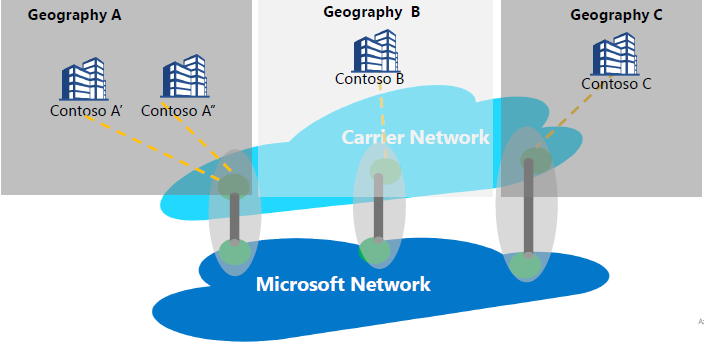 Geography A
Geography B
Geography C
Contoso A'
Contoso A"
Contoso B
Contoso C
Carrier Network
Microsoft Network